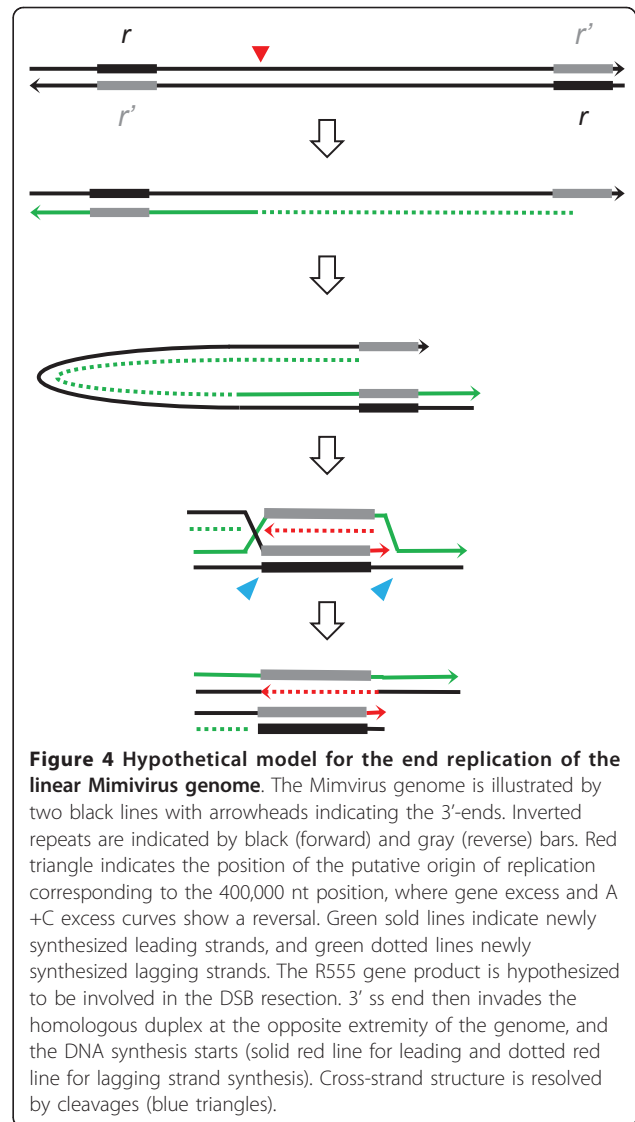 r
r'
r'
r
Figure 4 Hypothetical model for the end replication of the
linear Mimivirus genome. The Mimvirus genome is illustrated by
two black lines with arrowheads indicating the 3'-ends. Inverted
repeats are indicated by black (forward) and gray (reverse) bars. Red
triangle indicates the position of the putative origin of replication
corresponding to the 400,000 nt position, where gene excess and A
+C excess curves show a reversal. Green sold lines indicate newly
synthesized leading strands, and green dotted lines newly
synthesized lagging strands. The R555 gene product is hypothesized
to be involved in the DSB resection. 3' ss end then invades the
homologous duplex at the opposite extremity of the genome, and
the DNA synthesis starts (solid red line for leading and dotted red
line for lagging strand synthesis). Cross-strand structure is resolved
by cleavages (blue triangles).